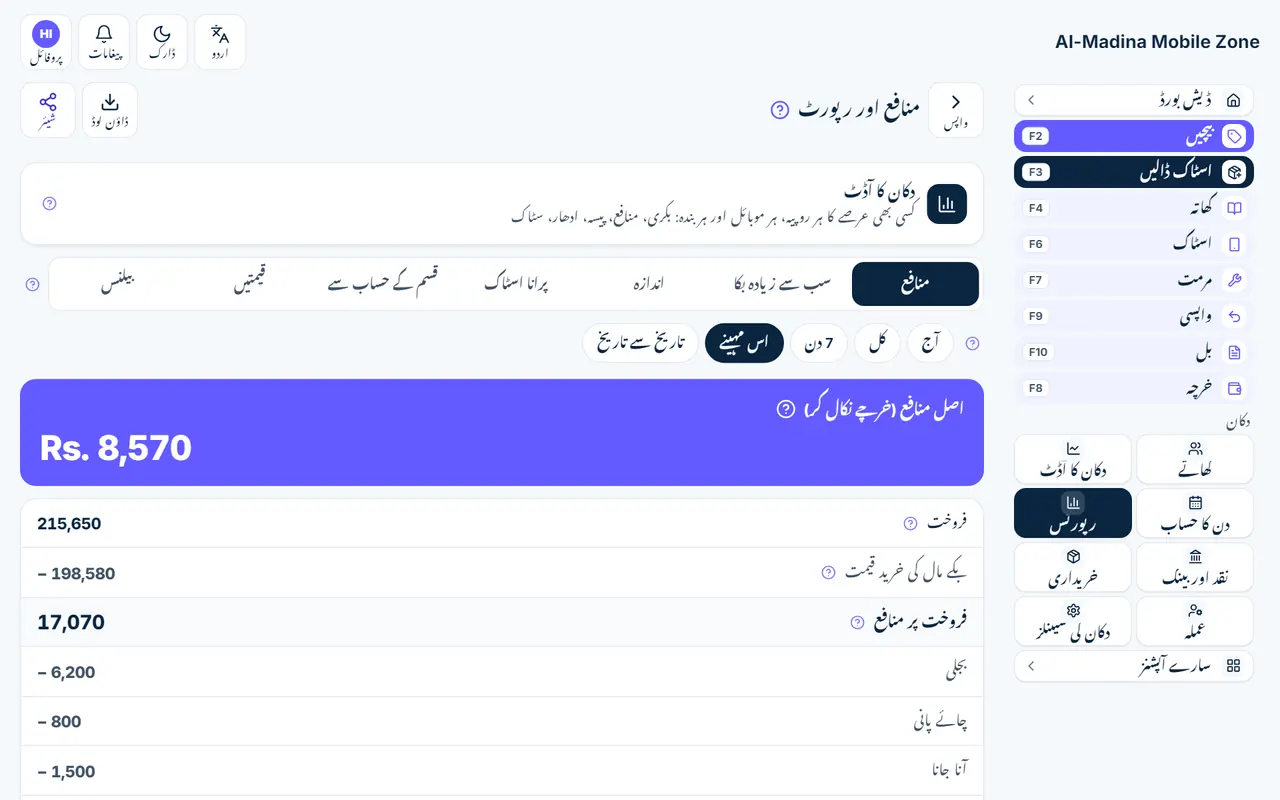 Al-Madina Mobile Zone
اردو
ڈارک
پیغامات
HI
پروفائل
ڈیش بورڈ
بیچیں F2
اسٹاک ڈالیں F3
کھاتہ F4
اسٹاک F6
مرمت F7
واپسی F9
بل F10
خرچہ F8
دکان
کھاتے
دکان کا آڈٹ
دن کا حساب
رپورٹس
نقد اور بینک
خریداری
عملہ
دکان کی سیٹنگز
سارے آپشنز
واپس
منافع اور رپورٹ
ڈاؤن لوڈ
شیئر
دکان کا آڈٹ
کسی بھی عرصے کا ہر روپیہ، ہر موبائل اور ہر بندہ: بکری، منافع، پیسہ، ادھار، سٹاک
منافع
سب سے زیادہ بکا
اندازہ
پرانا اسٹاک
قسم کے حساب سے
قیمتیں
بیلنس
آج
کل
7 دن
اس مہینے
تاریخ سے تاریخ
اصل منافع (خرچے نکال کر)
Rs. 8,570
فروخت
215,650
بکے مال کی خرید قیمت
– 198,580
فروخت پر منافع
17,070
بجلی
– 6,200
چائے پانی
– 800
آنا جانا
– 1,500